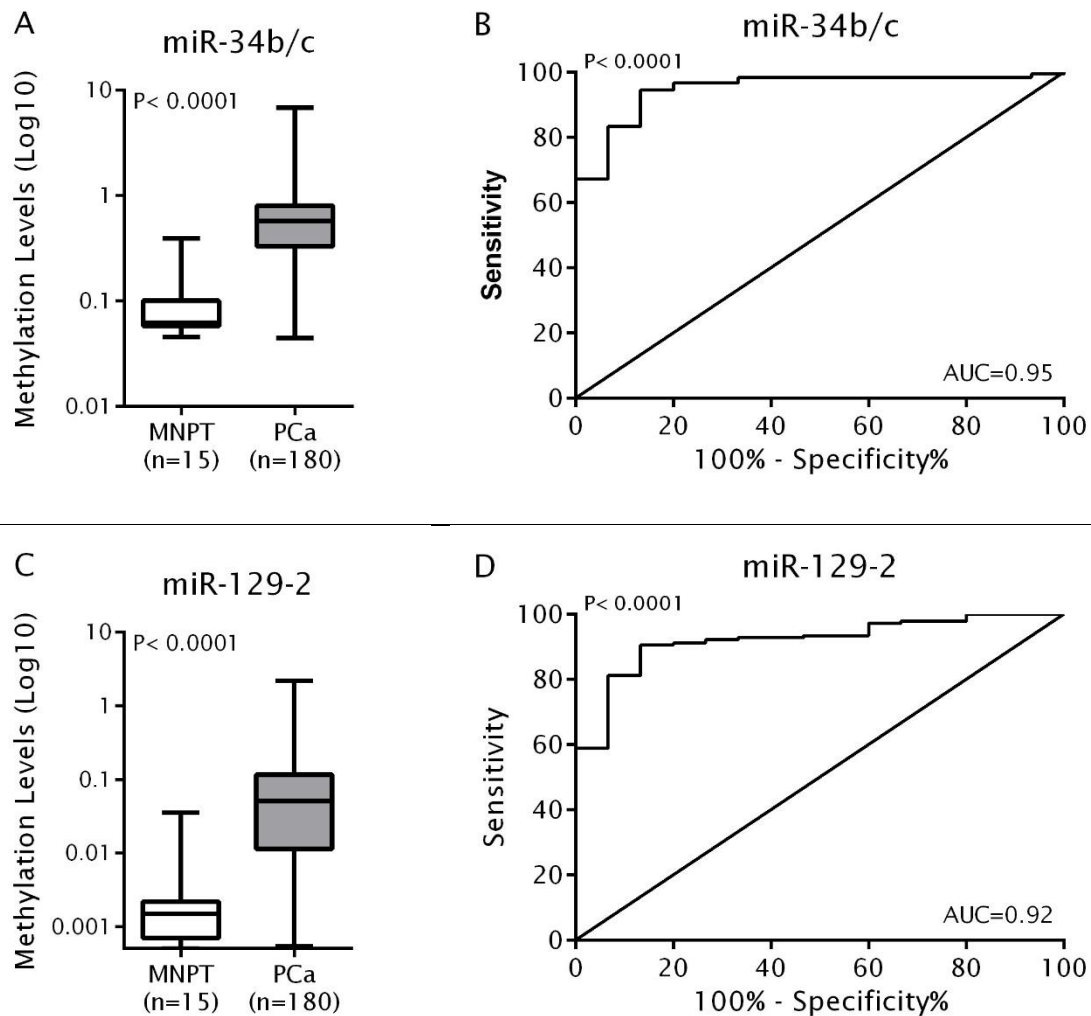 A
miR-34b/c
Methylation Levels (Log10)
P< 0.0001
10
1
0.1
0.01
MNPT
(n=15)
PCa
(n=180)
B
miR-34b/c
P< 0.0001
Sensitivity
100
80
60
40
20
0
AUC=0.95
0 20 40 60 80 100
100% - Specificity%
C
miR-129-2
Methylation Levels (Log10)
P< 0.0001
10
1
0.1
0.01
0.001
MNPT
(n=15)
PCa
(n=180)
D
miR-129-2
P< 0.0001
Sensitivity
100
80
60
40
20
0
AUC=0.92
0 20 40 60 80 100
100% - Specificity%